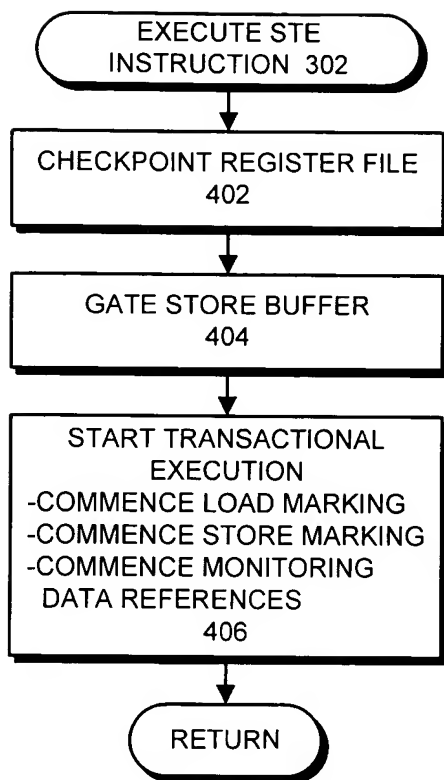 EXECUTE STE
INSTRUCTION 302
CHECKPOINT REGISTER FILE
402
GATE STORE BUFFER
404
START TRANSACTIONAL
EXECUTION
-COMMENCE LOAD MARKING
-COMMENCE STORE MARKING
-COMMENCE MONITORING
DATA REFERENCES
406
RETURN